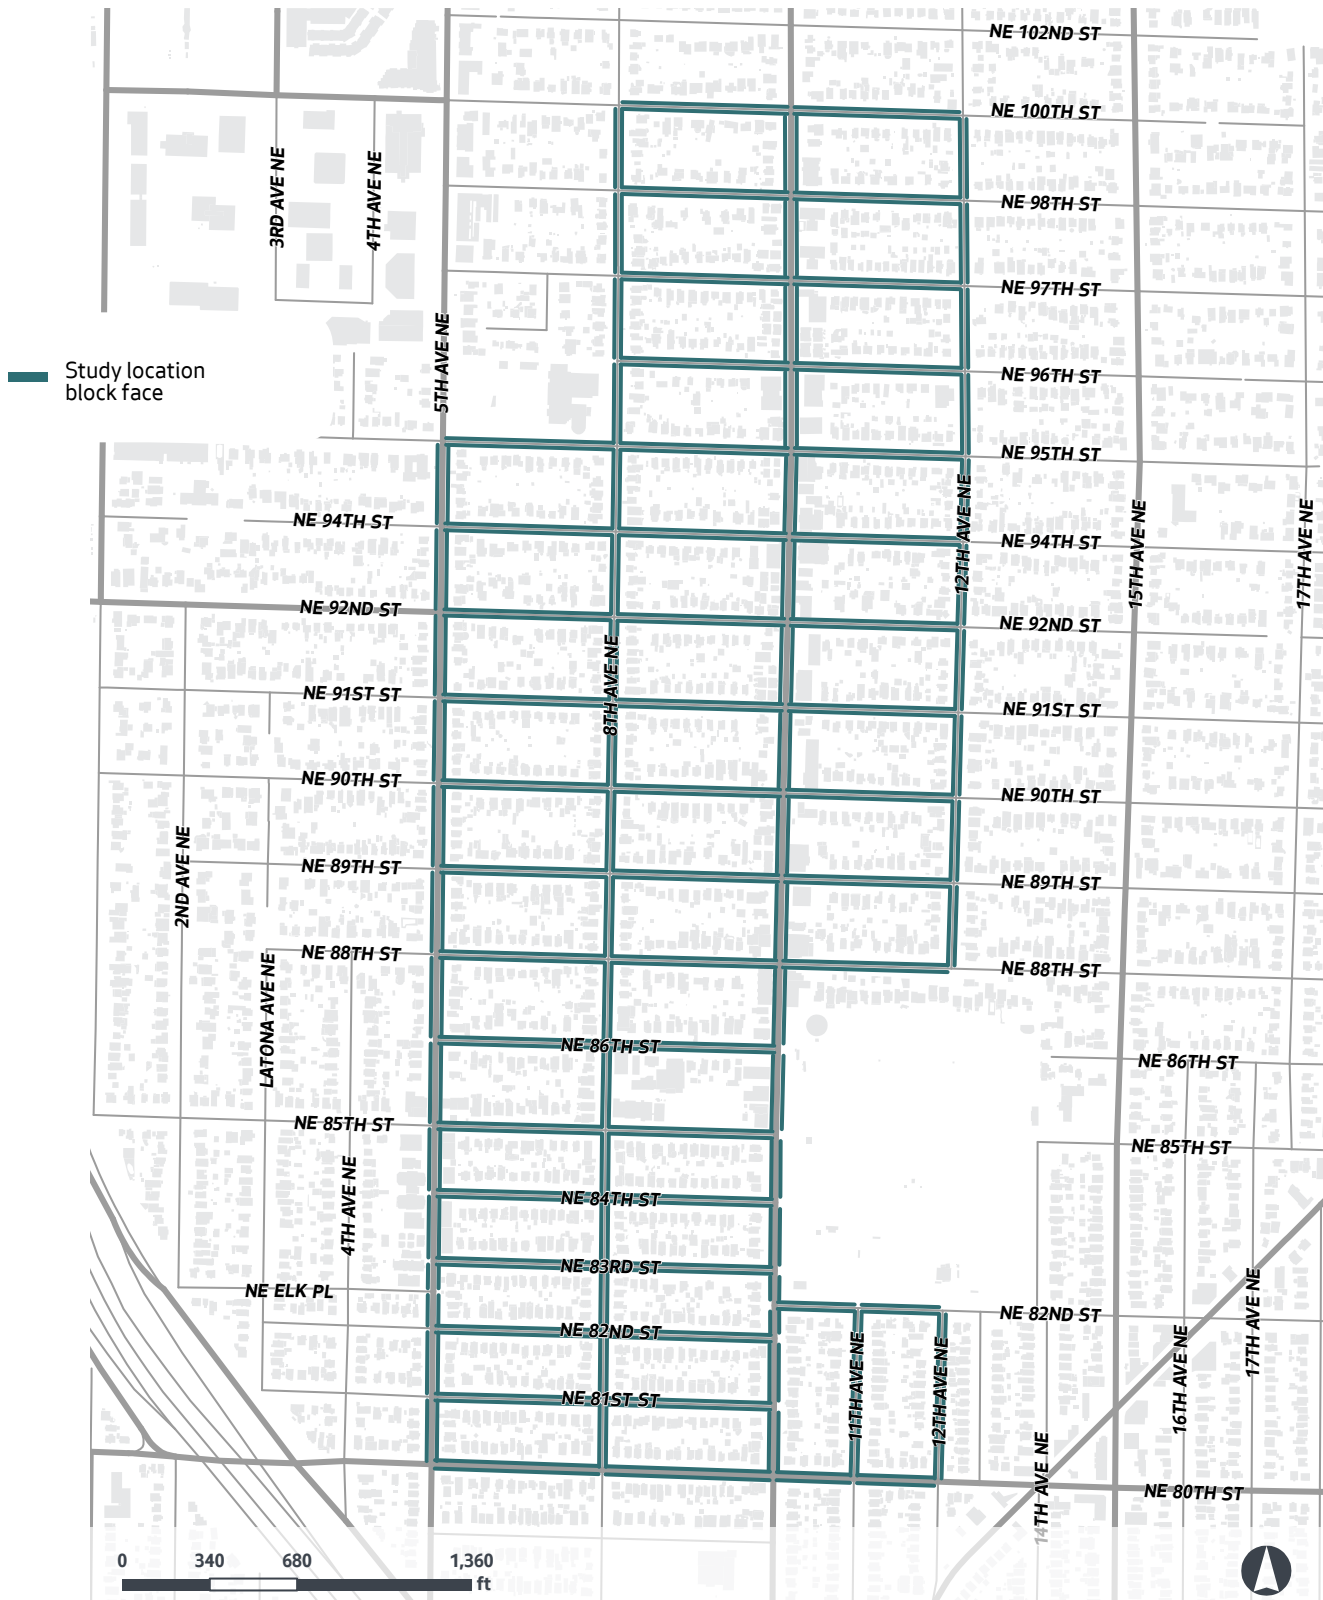 NE 102ND ST
NE 100TH ST
3RD AVE NE
4TH AVE NE
NE 98TH ST
NE 97TH ST
5TH AVE NE
Study location
block face
NE 96TH ST
NE 95TH ST
12TH AVE NE
15TH AVE NE
17TH AVE NE
NE 94TH ST
NE 94TH ST
NE 92ND ST
NE 92ND ST
8TH AVE NE
NE 91ST ST
NE 91ST ST
NE 90TH ST
NE 90TH ST
2ND AVE NE
NE 89TH ST
NE 89TH ST
NE 88TH ST
NE 88TH ST
LATONA AVE NE
NE 86TH ST
NE 86TH ST
NE 85TH ST
NE 85TH ST
4TH AVE NE
NE 84TH ST
NE 83RD ST
NE ELK PL
17TH AVE NE
NE 82ND ST
NE 82ND ST
11TH AVE NE
12TH AVE NE
16TH AVE NE
NE 81ST ST
14TH AVE NE
NE 80TH ST
0 340 680 1,360
ft